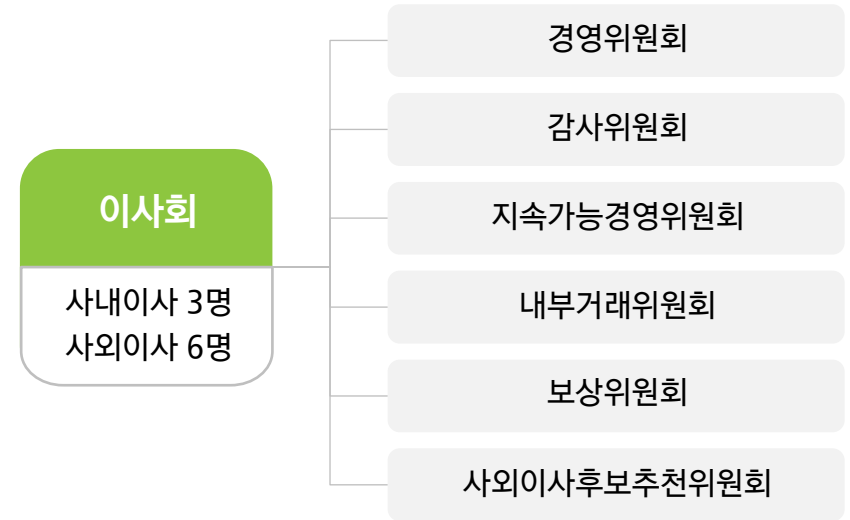 이사회
사내이사 3명
사외이사 6명
경영위원회
감사위원회
지속가능경영위원회
내부거래위원회
보상위원회
사외이사후보추천위원회